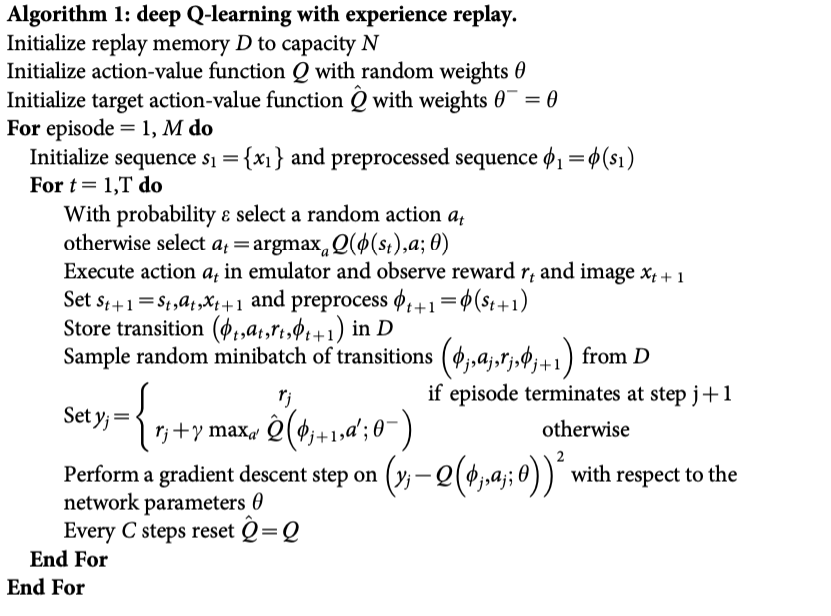 Algorithm 1: deep Q-learning with experience replay.
Initialize replay memory D to capacity N
Initialize action-value function Q with random weights θ
Initialize target action-value function Q̂ with weights θ⁻ = θ
For episode = 1, M do
Initialize sequence s₁ = {x₁} and preprocessed sequence ϕ₁ = ϕ(s₁)
For t = 1,T do
With probability ε select a random action aₜ
otherwise select aₜ = argmaxₐ Q(ϕ(sₜ),a; θ)
Execute action aₜ in emulator and observe reward rₜ and image xₜ₊₁
Set sₜ₊₁ = sₜ,aₜ,xₜ₊₁ and preprocess ϕₜ₊₁ = ϕ(sₜ₊₁)
Store transition (ϕₜ,aₜ,rₜ,ϕₜ₊₁) in D
Sample random minibatch of transitions (ϕⱼ,aⱼ,rⱼ,ϕⱼ₊₁) from D
Set yⱼ = { rⱼ if episode terminates at step j+1
rⱼ + γ maxₐ′ Q̂(ϕⱼ₊₁,a′; θ⁻) otherwise
Perform a gradient descent step on (yⱼ − Q(ϕⱼ,aⱼ; θ))² with respect to the
network parameters θ
Every C steps reset Q̂ = Q
End For
End For